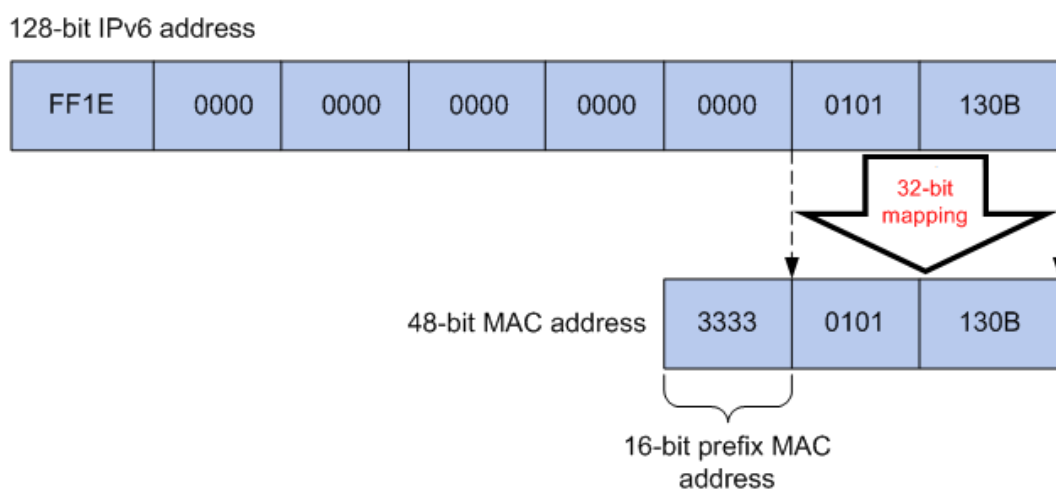 128-bit IPv6 address
FF1E 0000 0000 0000 0000 0000 0101 130B
32-bit
mapping
48-bit MAC address 3333 0101 130B
16-bit prefix MAC
address